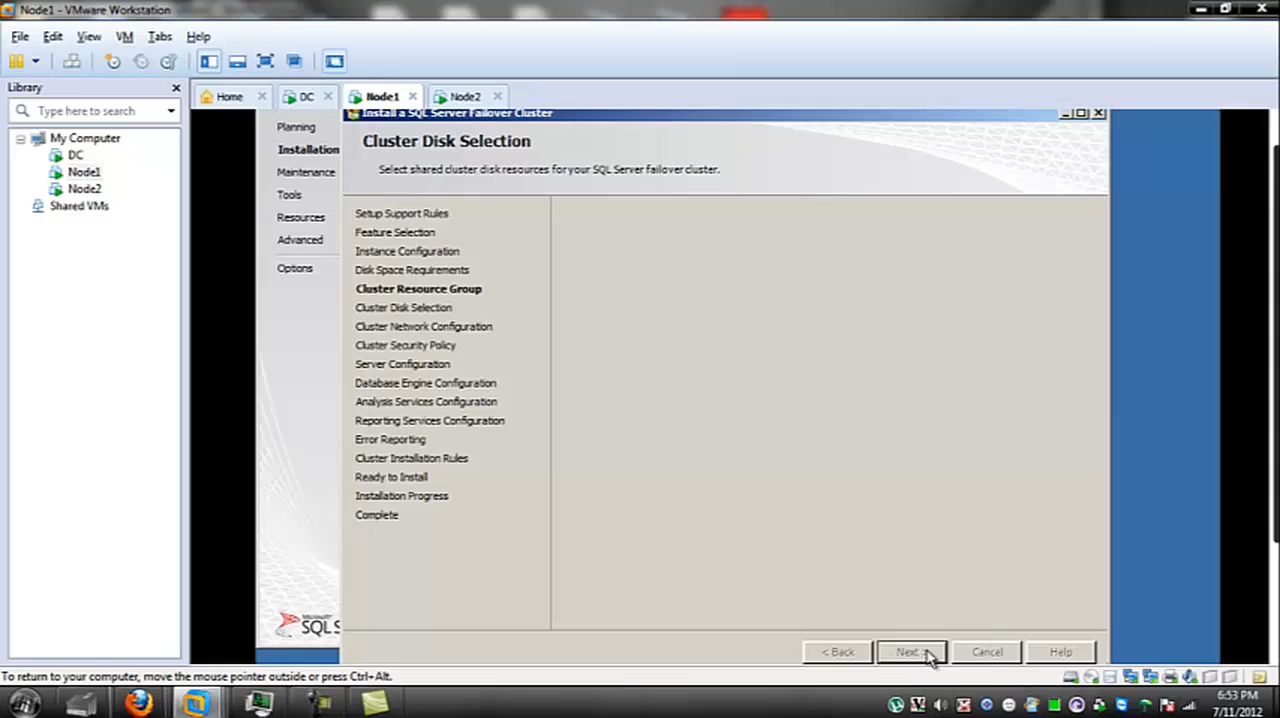 Node1 - VMware Workstation
File Edit View VM Tabs Help
Library
Type here to search
My Computer
DC
Node1
Node2
Shared VMs
Home
DC
Node1
Node2
Planning
Installation
Maintenance
Tools
Resources
Advanced
Options
Microsoft
SQL S
Install a SQL Server Failover Cluster
Cluster Disk Selection
Select shared cluster disk resources for your SQL Server failover cluster.
Setup Support Rules
Feature Selection
Instance Configuration
Disk Space Requirements
Cluster Resource Group
Cluster Disk Selection
Cluster Network Configuration
Cluster Security Policy
Server Configuration
Database Engine Configuration
Analysis Services Configuration
Reporting Services Configuration
Error Reporting
Cluster Installation Rules
Ready to Install
Installation Progress
Complete
< Back Next > Cancel Help
To return to your computer, move the mouse pointer outside or press Ctrl+Alt.
6:53 PM
7/11/2012